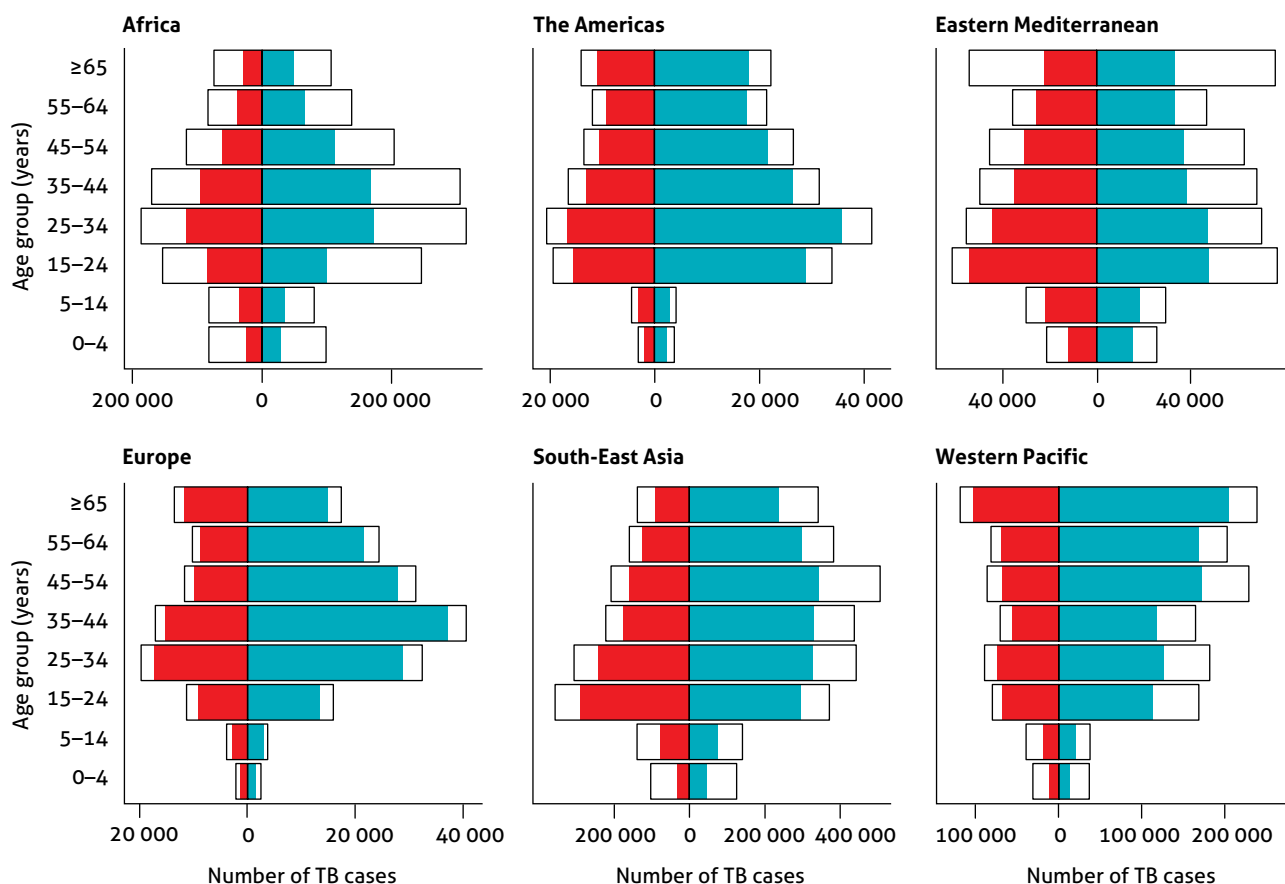 Africa
The Americas
Eastern Mediterranean
Age group (years)
≥65
55–64
45–54
35–44
25–34
15–24
5–14
0–4
200 000 0 200 000
20 000 0 20 000 40 000
40 000 0 40 000
Europe
South-East Asia
Western Pacific
Age group (years)
≥65
55–64
45–54
35–44
25–34
15–24
5–14
0–4
20 000 0 20 000 40 000
200 000 0 200 000 400 000
100 000 0 100 000 200 000
Number of TB cases
Number of TB cases
Number of TB cases